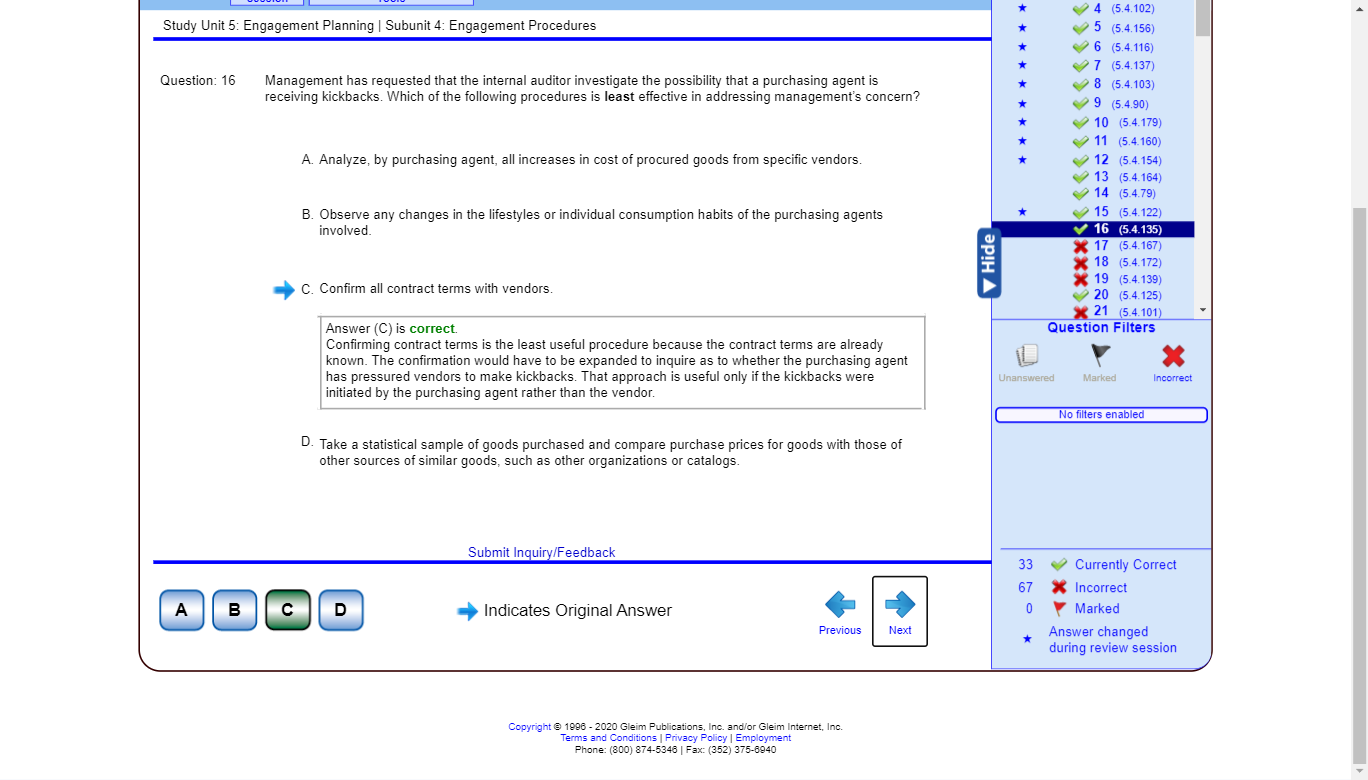 Study Unit 5: Engagement Planning | Subunit 4: Engagement Procedures
Question: 16
Management has requested that the internal auditor investigate the possibility that a purchasing agent is
receiving kickbacks. Which of the following procedures is least effective in addressing management's concern?
A. Analyze, by purchasing agent, all increases in cost of procured goods from specific vendors.
B. Observe any changes in the lifestyles or individual consumption habits of the purchasing agents
involved.
C. Confirm all contract terms with vendors.
Answer (C) is correct.
Confirming contract terms is the least useful procedure because the contract terms are already
known. The confirmation would have to be expanded to inquire as to whether the purchasing agent
has pressured vendors to make kickbacks. That approach is useful only if the kickbacks were
initiated by the purchasing agent rather than the vendor.
D. Take a statistical sample of goods purchased and compare purchase prices for goods with those of
other sources of similar goods, such as other organizations or catalogs.
Submit Inquiry/Feedback
A B C D
Indicates Original Answer
Previous
Next
4 (5.4.102)
5 (5.4.156)
6 (5.4.116)
7 (5.4.137)
8 (5.4.103)
9 (5.4.90)
10 (5.4.179)
11 (5.4.160)
12 (5.4.154)
13 (5.4.164)
14 (5.4.79)
15 (5.4.122)
16 (5.4.135)
17 (5.4.167)
18 (5.4.172)
19 (5.4.139)
20 (5.4.125)
21 (5.4.101)
Hide
Question Filters
Unanswered
Marked
Incorrect
No filters enabled
33 Currently Correct
67 Incorrect
0 Marked
Answer changed
during review session
Copyright © 1996 - 2020 Gleim Publications, Inc. and/or Gleim Internet, Inc.
Terms and Conditions | Privacy Policy | Employment
Phone: (800) 874-5346 | Fax: (352) 375-6940